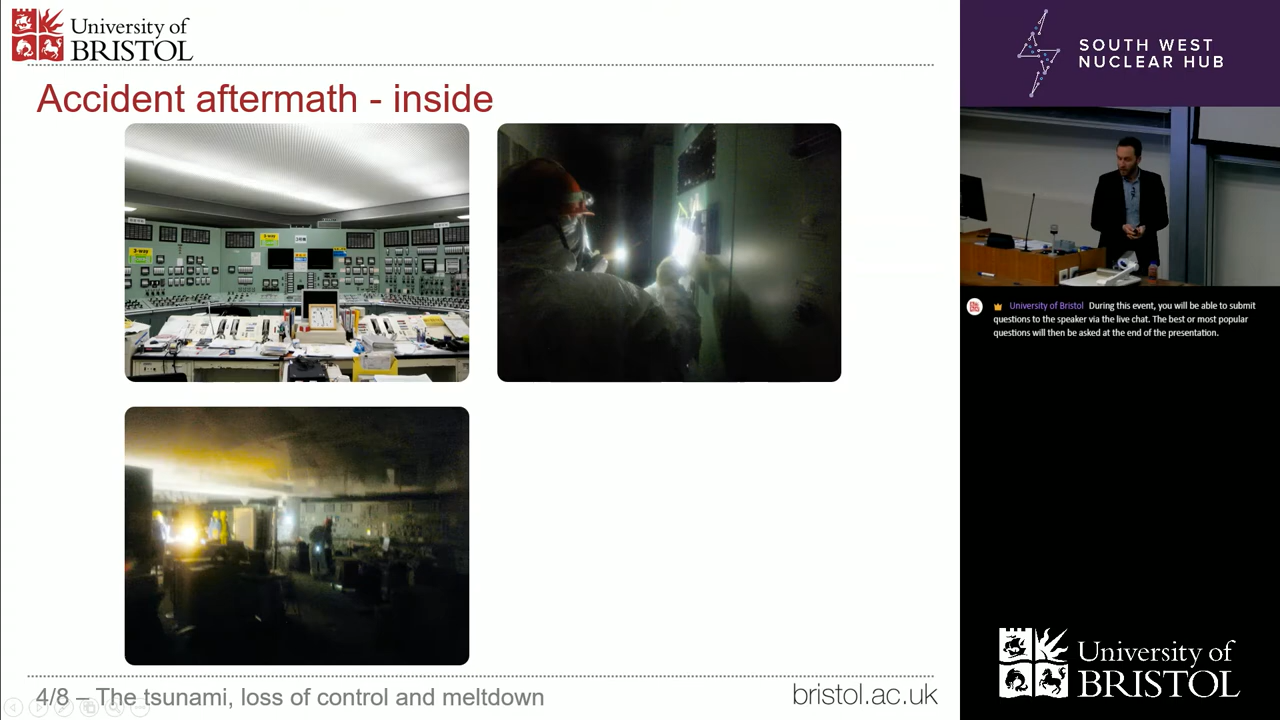 University of
BRISTOL
Accident aftermath - inside
4/8 – The tsunami, loss of control and meltdown
bristol.ac.uk
SOUTH WEST
NUCLEAR HUB
University of Bristol During this event, you will be able to submit
questions to the speaker via the live chat. The best or most popular
questions will then be asked at the end of the presentation.
University of
BRISTOL